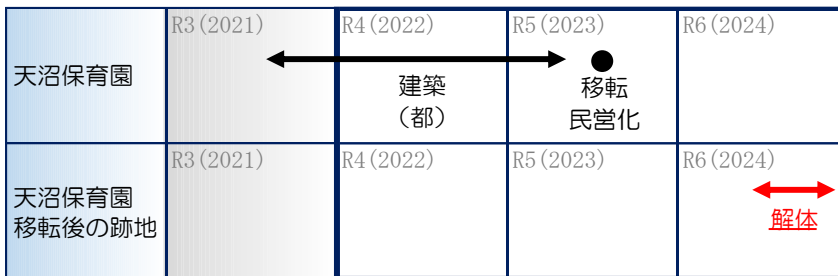 天沼保育園
R3(2021)
R4(2022)
R5(2023)
R6(2024)
建築
（都）
移転
民営化
天沼保育園
移転後の跡地
R3(2021)
R4(2022)
R5(2023)
R6(2024)
解体